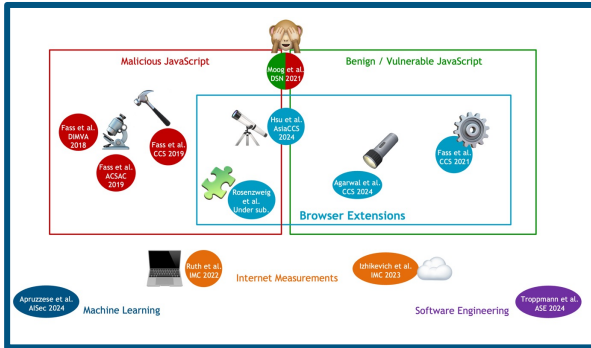 Malicious JavaScript
Benign / Vulnerable JavaScript
Moog et al.
DSN 2021
Fass et al.
DIMVA
2018
Fass et al.
CCS 2019
Fass et al.
ACSAC
2019
Hsu et al.
AsiaCCS
2024
Rosenzweig
et al.
Under sub.
Agarwal et al.
CCS 2024
Fass et al.
CCS 2021
Browser Extensions
Ruth et al.
IMC 2022
Internet Measurements
Izhikevich et al.
IMC 2023
Apruzzese et al.
AISec 2024
Machine Learning
Software Engineering
Troppmann et al.
ASE 2024